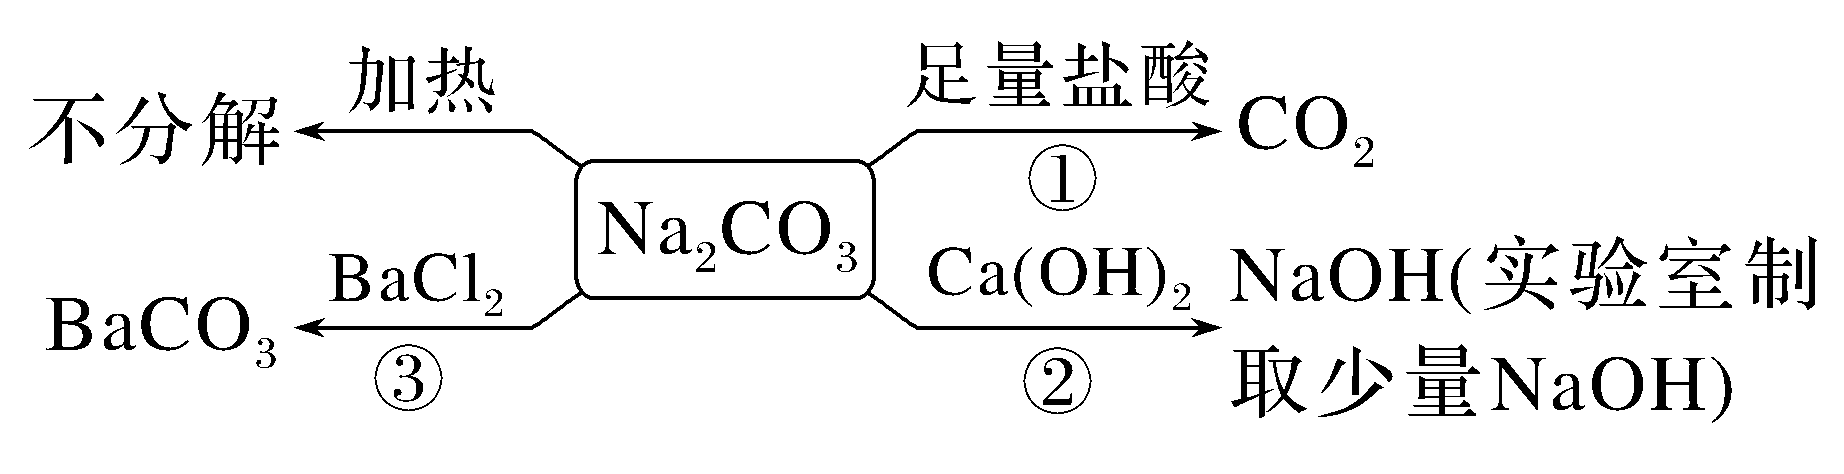 加热
不分解
足量盐酸
①
CO₂
Na₂CO₃
BaCl₂
③
BaCO₃
Ca(OH)₂
②
NaOH(实验室制
取少量NaOH)